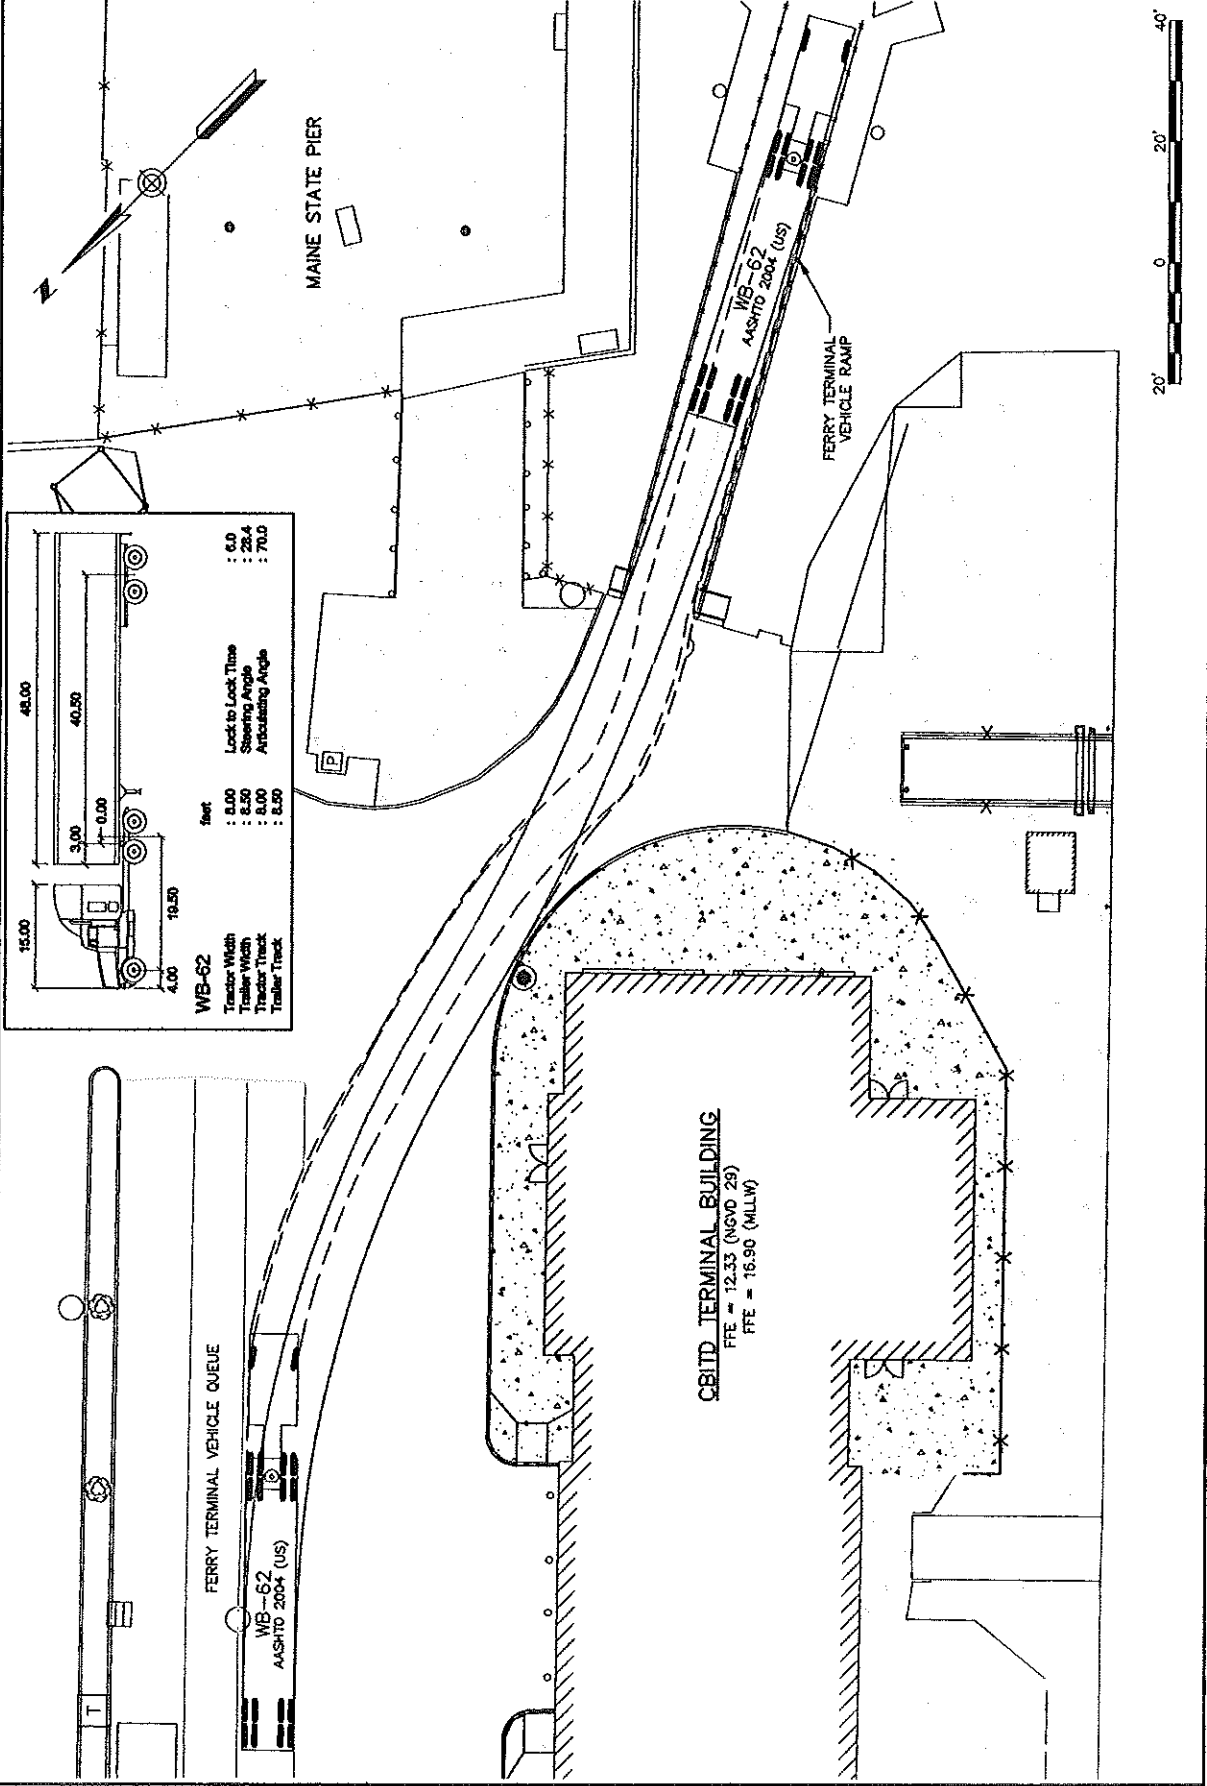 N
MAINE STATE PIER
48.00
40.50
3.00
0.00
15.00
19.50
4.00
WB-62
feet
Tractor Width : 8.00
Trailer Width : 8.50
Tractor Track : 8.00
Trailer Track : 8.50
Lock to Lock Time : 6.0
Steering Angle : 28.4
Articulating Angle : 70.0
P
WB-62
AASHTO 2004 (US)
FERRY TERMINAL
VEHICLE RAMP
20' 0 20' 40'
FERRY TERMINAL VEHICLE QUEUE
WB-62
AASHTO 2004 (US)
T
CBITD TERMINAL BUILDING
FFE = 12.33 (NGVD 29)
FFE = 16.90 (MLLW)